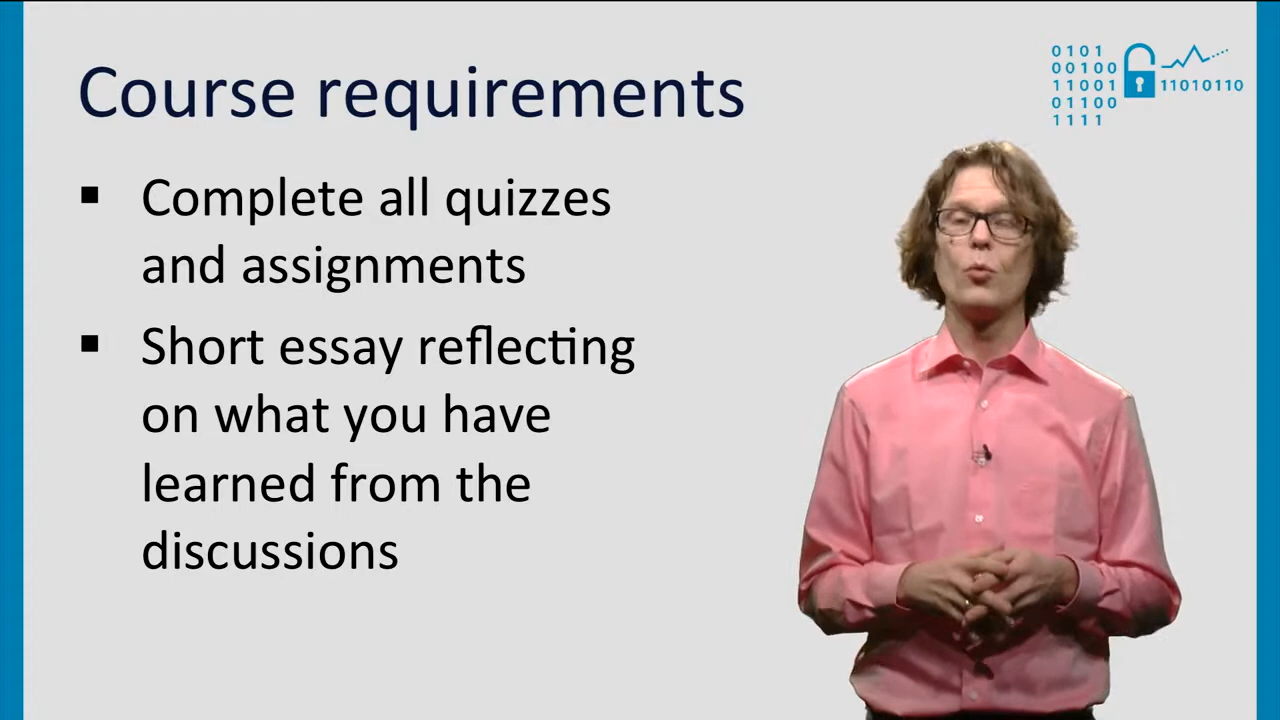 Course requirements
0101
00100
11001
01100
1111
11010110
▪ Complete all quizzes
and assignments
▪ Short essay reflecting
on what you have
learned from the
discussions